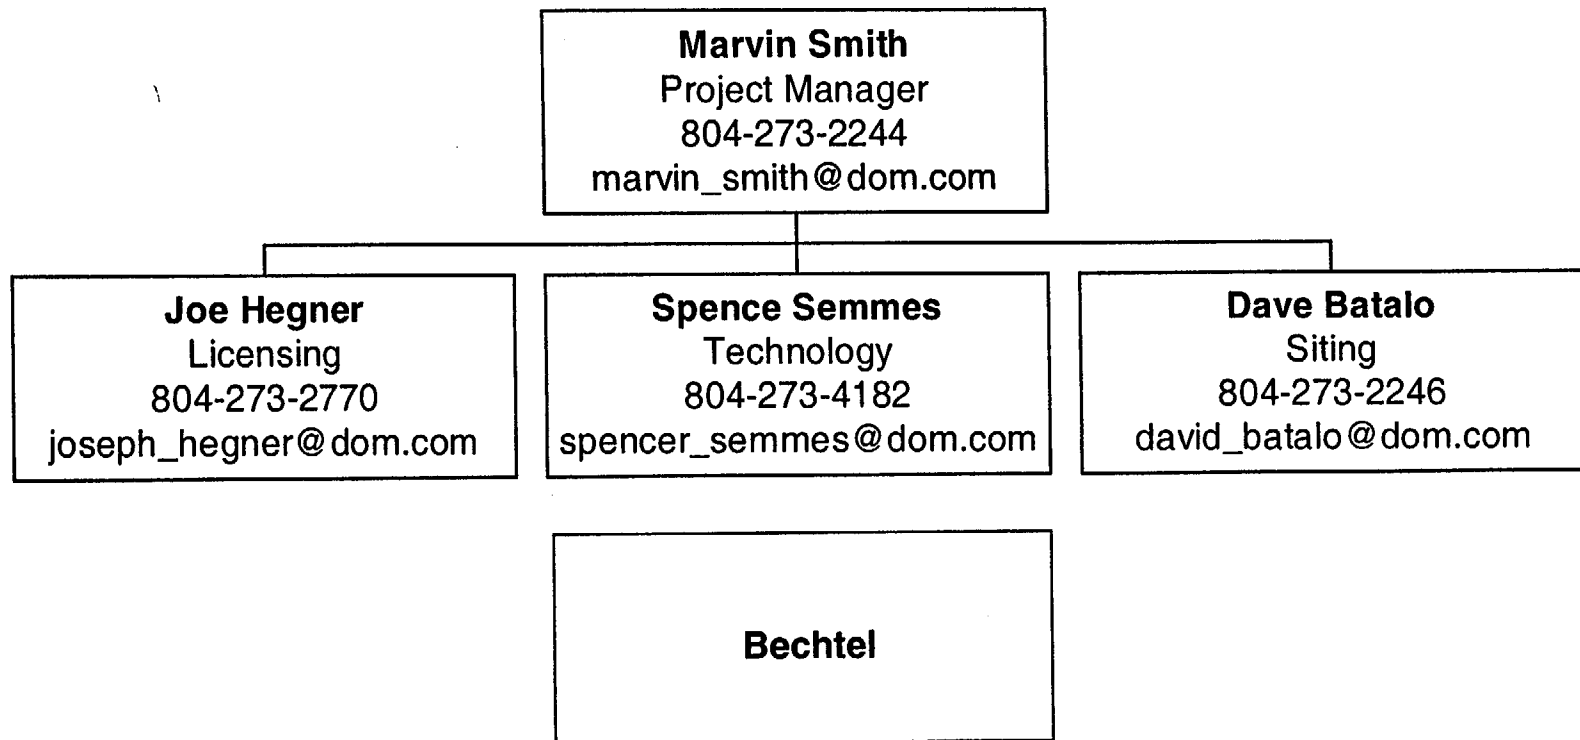 Marvin Smith
Project Manager
804-273-2244
marvin_smith@dom.com
Joe Hegner
Licensing
804-273-2770
joseph_hegner@dom.com
Spence Semmes
Technology
804-273-4182
spencer_semmes@dom.com
Dave Batalo
Siting
804-273-2246
david_batalo@dom.com
Bechtel